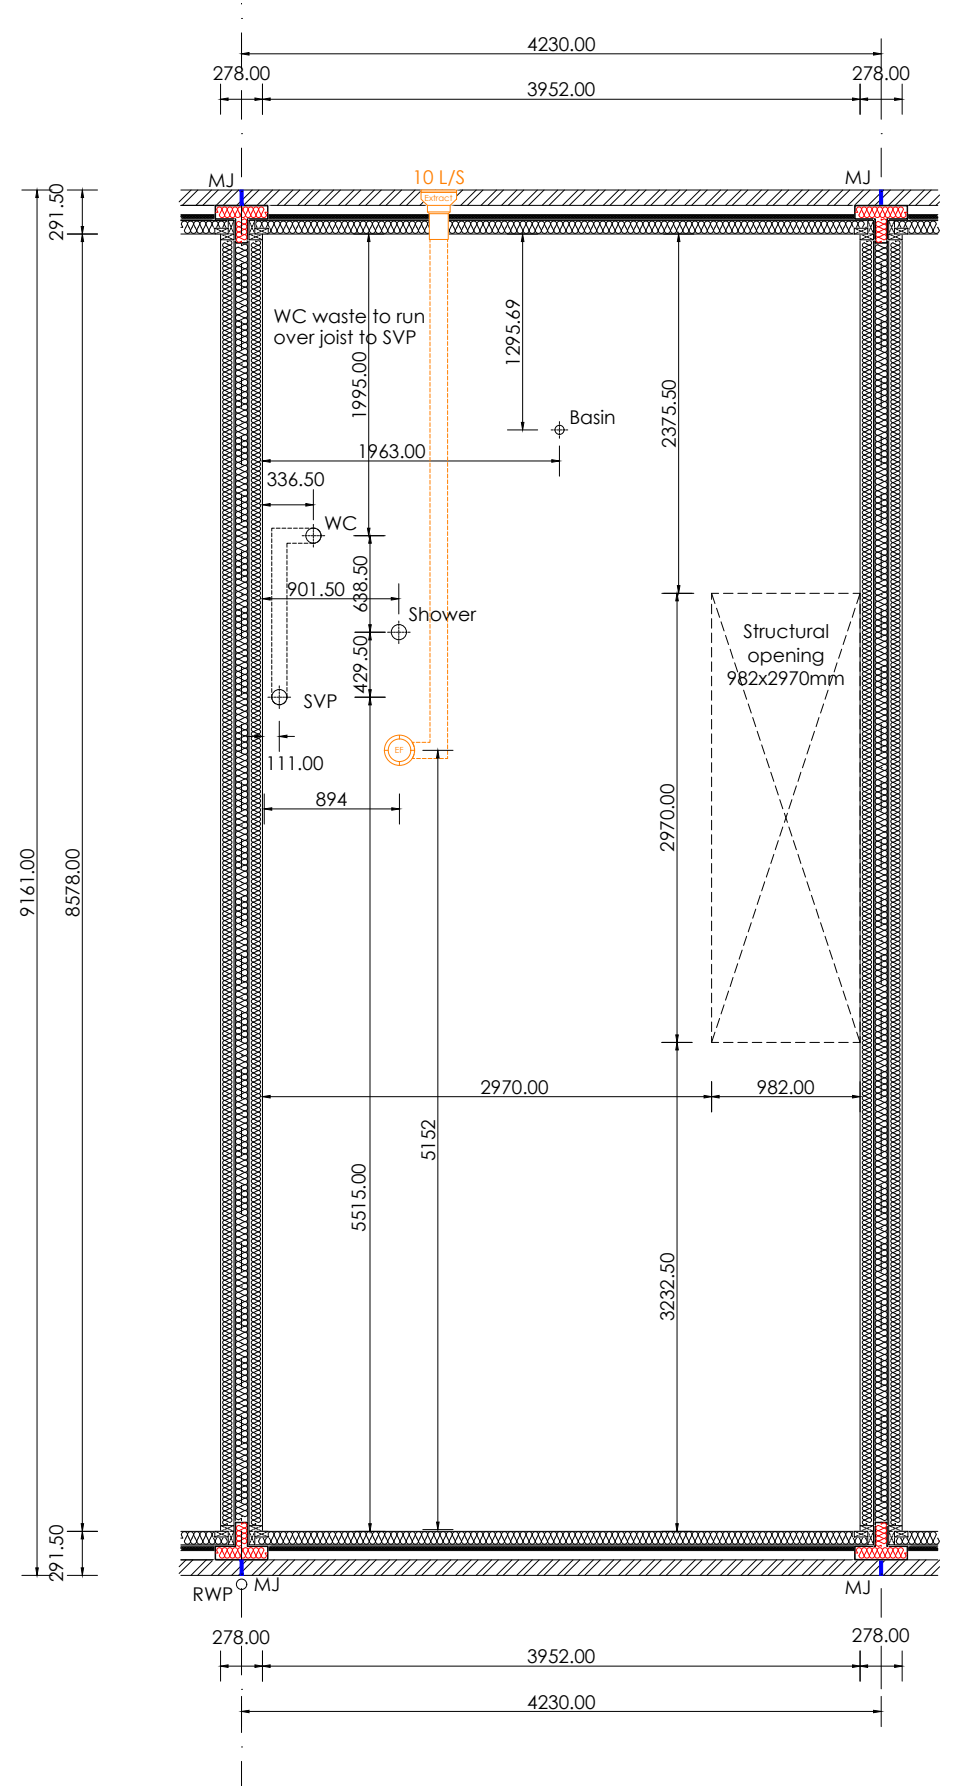 4230.00
278.00
278.00
3952.00
MJ
10 L/S
MJ
Extract
291.50
WC waste to run
over joist to SVP
1295.69
1995.00
2375.50
Basin
1963.00
336.50
WC
638.50
901.50
Shower
429.50
Structural
opening
982x2970mm
SVP
EF
111.00
894
2970.00
9161.00
8578.00
2970.00
982.00
5152
5515.00
3232.50
291.50
RWP
MJ
MJ
278.00
278.00
3952.00
4230.00